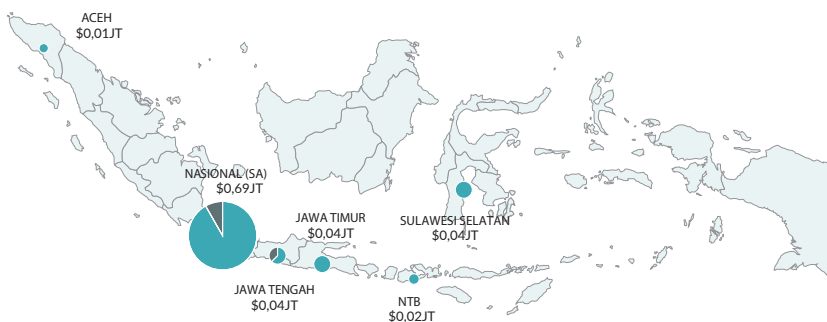 ACEH
$0,01JT
NASIONAL (SA)
$0,69JT
JAWA TIMUR
$0,04JT
SULAWESI SELATAN
$0,04JT
JAWA TENGAH
$0,04JT
NTB
$0,02JT